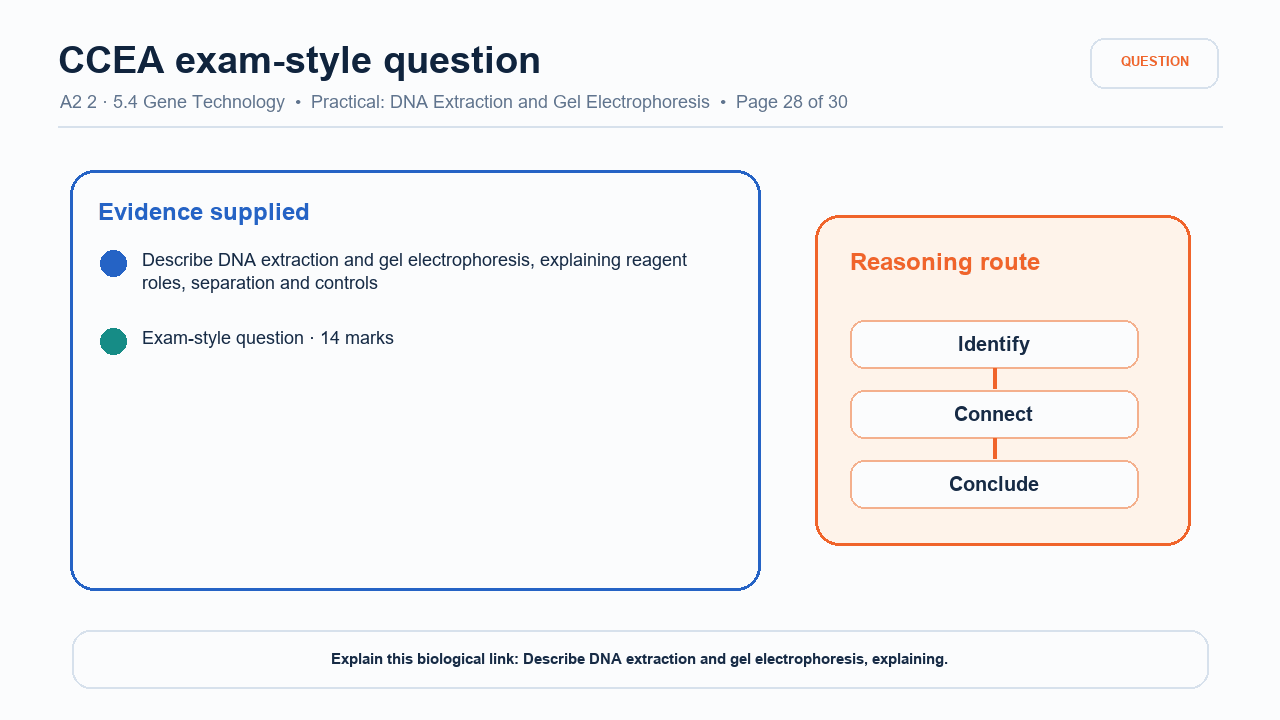 CCEA exam-style question
QUESTION
A2 2 · 5.4 Gene Technology • Practical: DNA Extraction and Gel Electrophoresis • Page 28 of 30
Evidence supplied
Describe DNA extraction and gel electrophoresis, explaining reagent
roles, separation and controls
Exam-style question · 14 marks
Reasoning route
Identify
Connect
Conclude
Explain this biological link: Describe DNA extraction and gel electrophoresis, explaining.